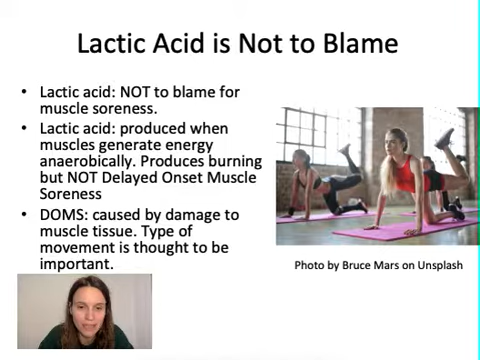 Lactic Acid is Not to Blame
• Lactic acid: NOT to blame for
muscle soreness.
• Lactic acid: produced when
muscles generate energy
anaerobically. Produces burning
but NOT Delayed Onset Muscle
Soreness
• DOMS: caused by damage to
muscle tissue. Type of
movement is thought to be
important.
Photo by Bruce Mars on Unsplash